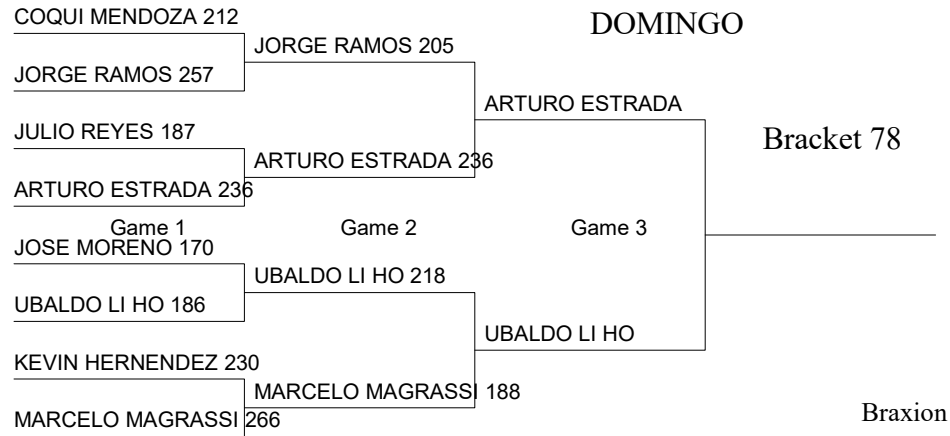 COQUI MENDOZA 212
DOMINGO
JORGE RAMOS 205
JORGE RAMOS 257
ARTURO ESTRADA
JULIO REYES 187
Bracket 78
ARTURO ESTRADA 236
ARTURO ESTRADA 236
Game 1
Game 2
Game 3
JOSE MORENO 170
UBALDO LI HO 218
UBALDO LI HO 186
UBALDO LI HO
KEVIN HERNENDEZ 230
MARCELO MAGRASSI 188
MARCELO MAGRASSI 266
Braxion